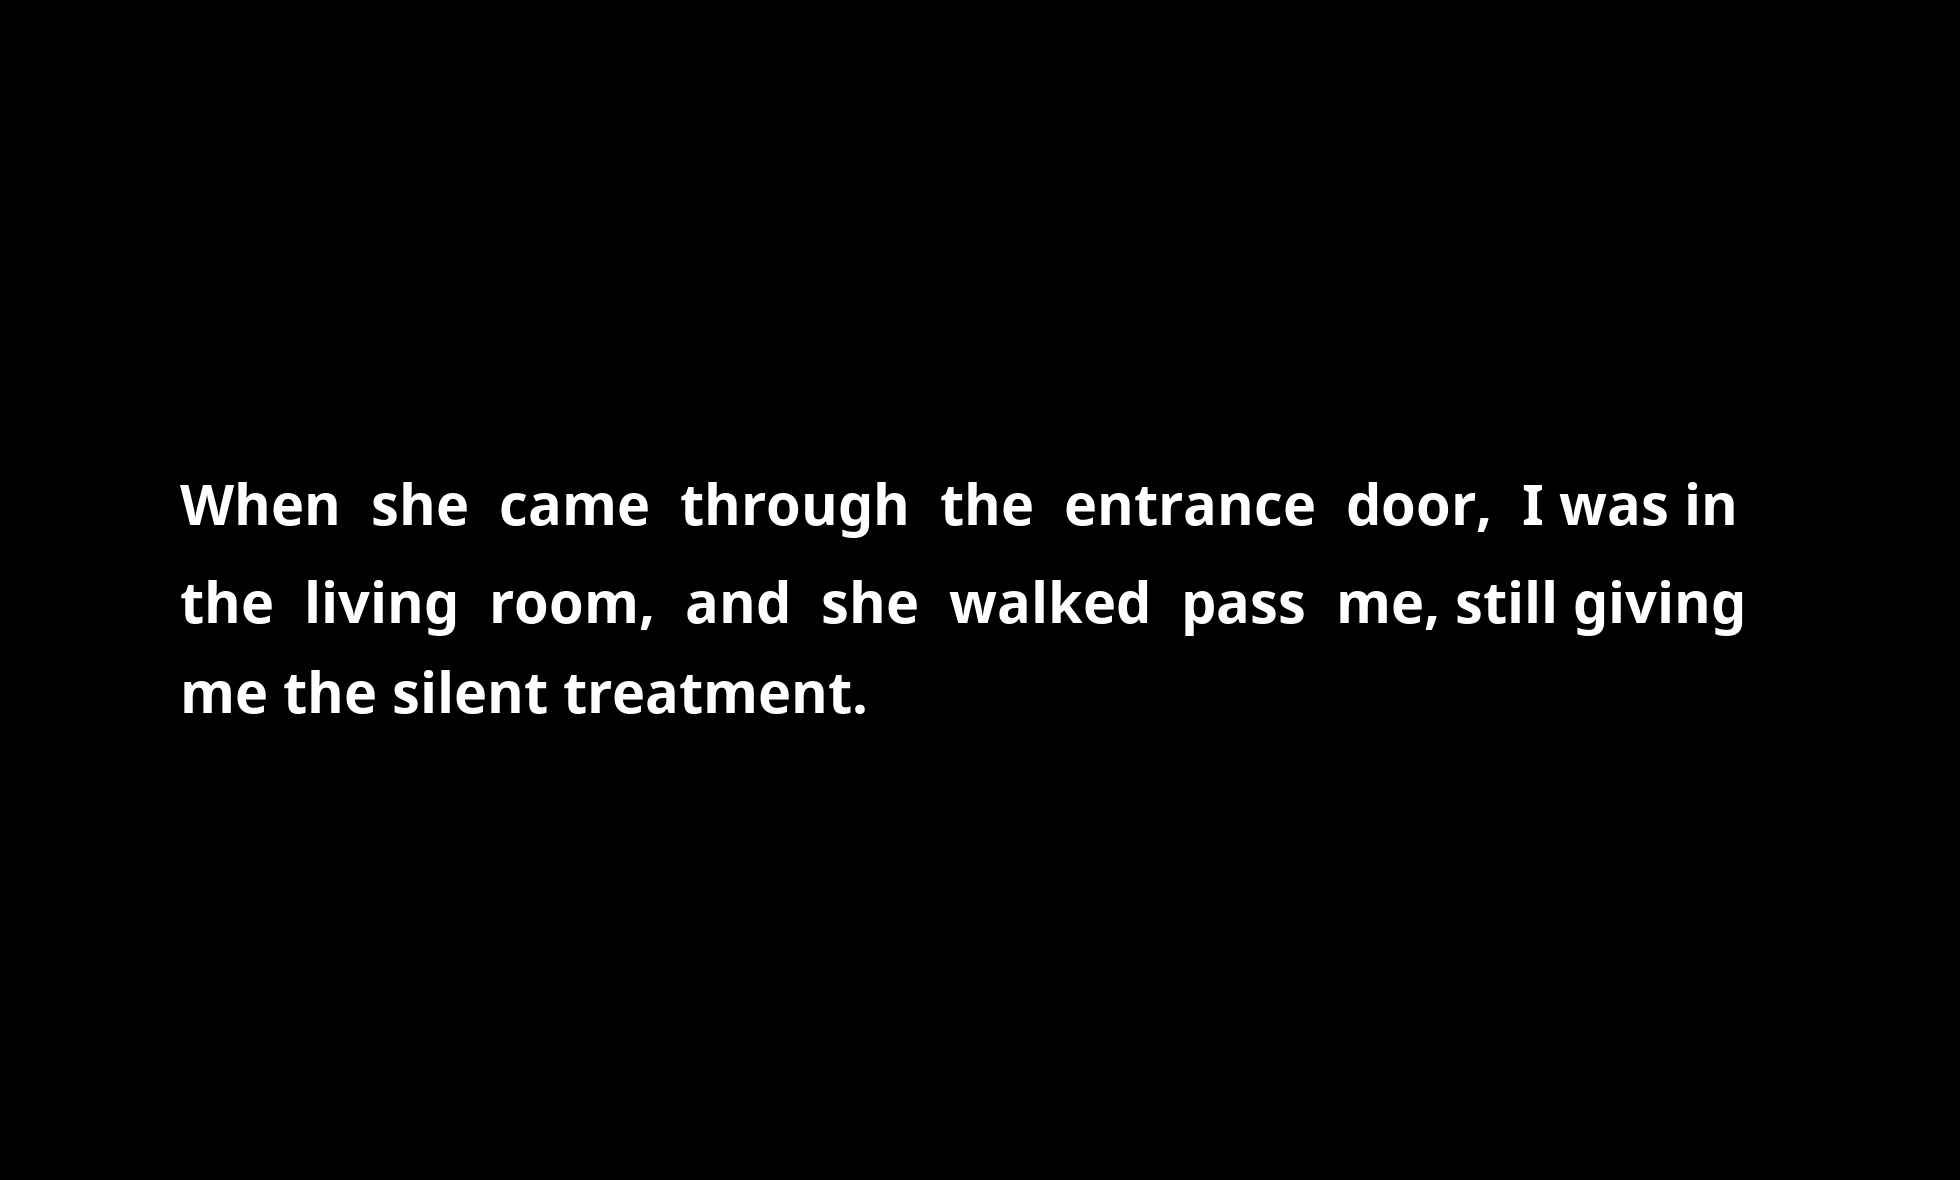 When she came through the entrance door, I was in
the living room, and she walked pass me, still giving
me the silent treatment.